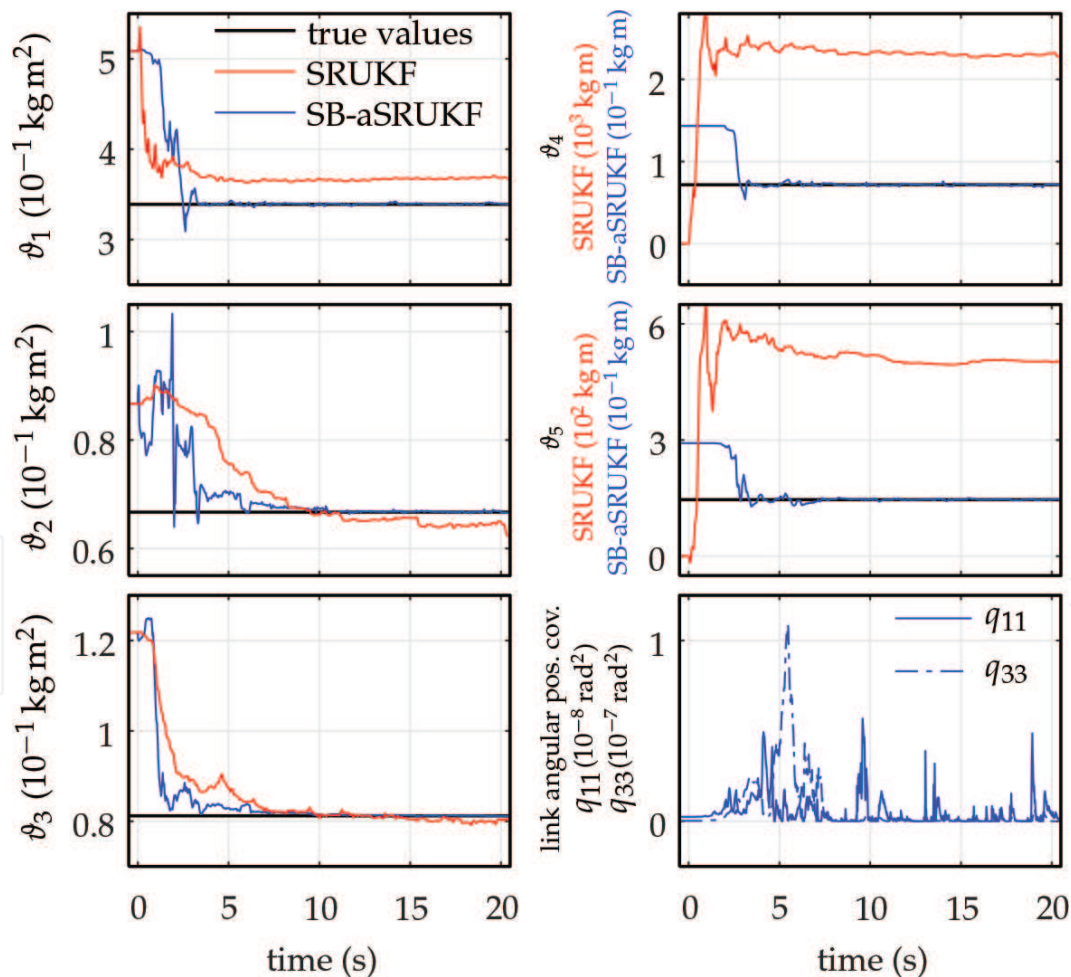 true values
SRUKF
SB-aSRUKF
5
4
3
ϑ1 (10−1 kg m2)
2
1
0
ϑ4
SRUKF (103 kg m)
SB-aSRUKF (10−1 kg m)
1
0.8
0.6
ϑ2 (10−1 kg m2)
6
3
0
ϑ5
SRUKF (102 kg m)
SB-aSRUKF (10−1 kg m)
1.2
1
0.8
ϑ3 (10−1 kg m2)
0 5 10 15 20
time (s)
q11
q33
1
0
link angular pos. cov.
q11 (10−8 rad2)
q33 (10−7 rad2)
0 5 10 15 20
time (s)